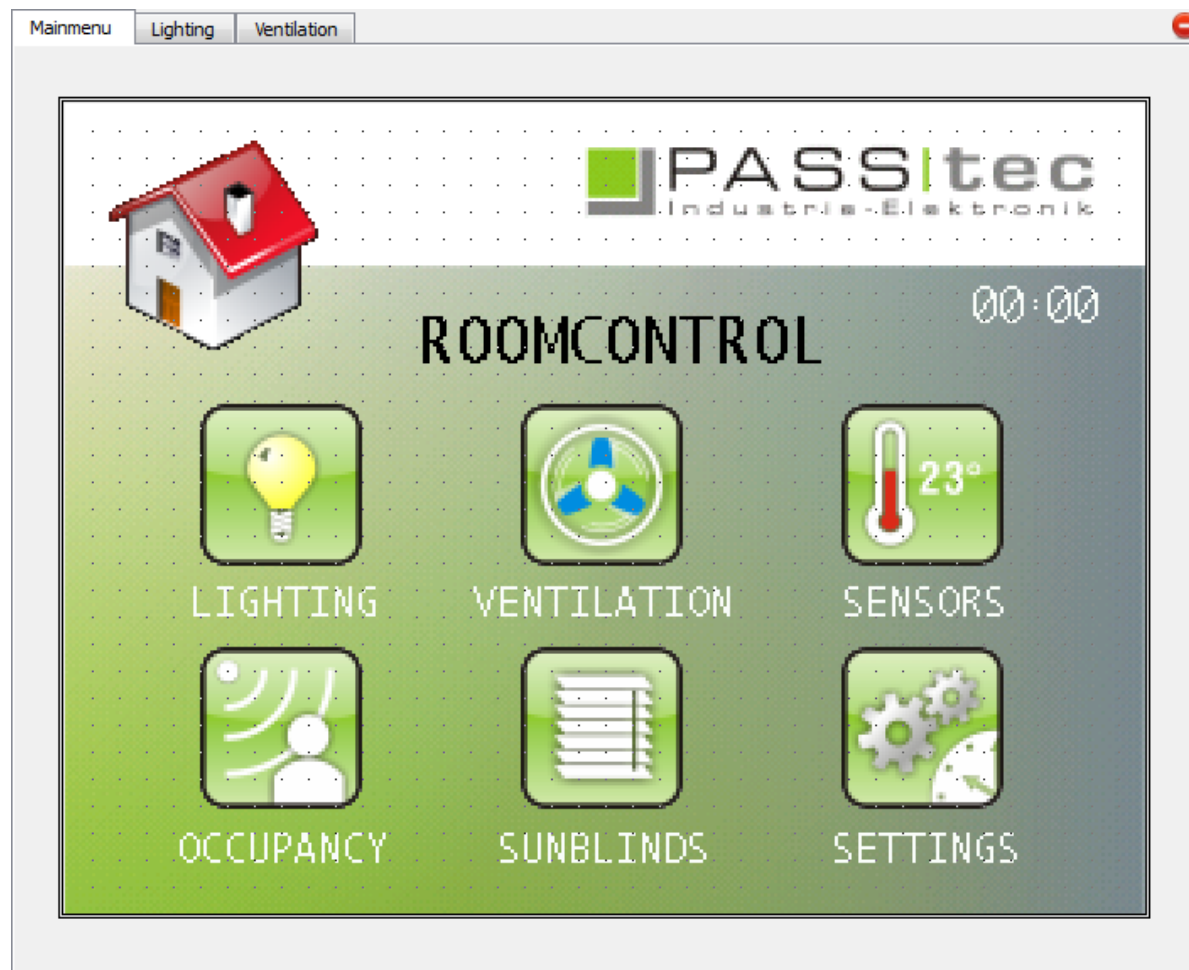 Mainmenu Lighting Ventilation
PASS tec
Industrie-Elektronik
00:00
ROOMCONTROL
23°
LIGHTING VENTILATION SENSORS
OCCUPANCY SUNBLINDS SETTINGS